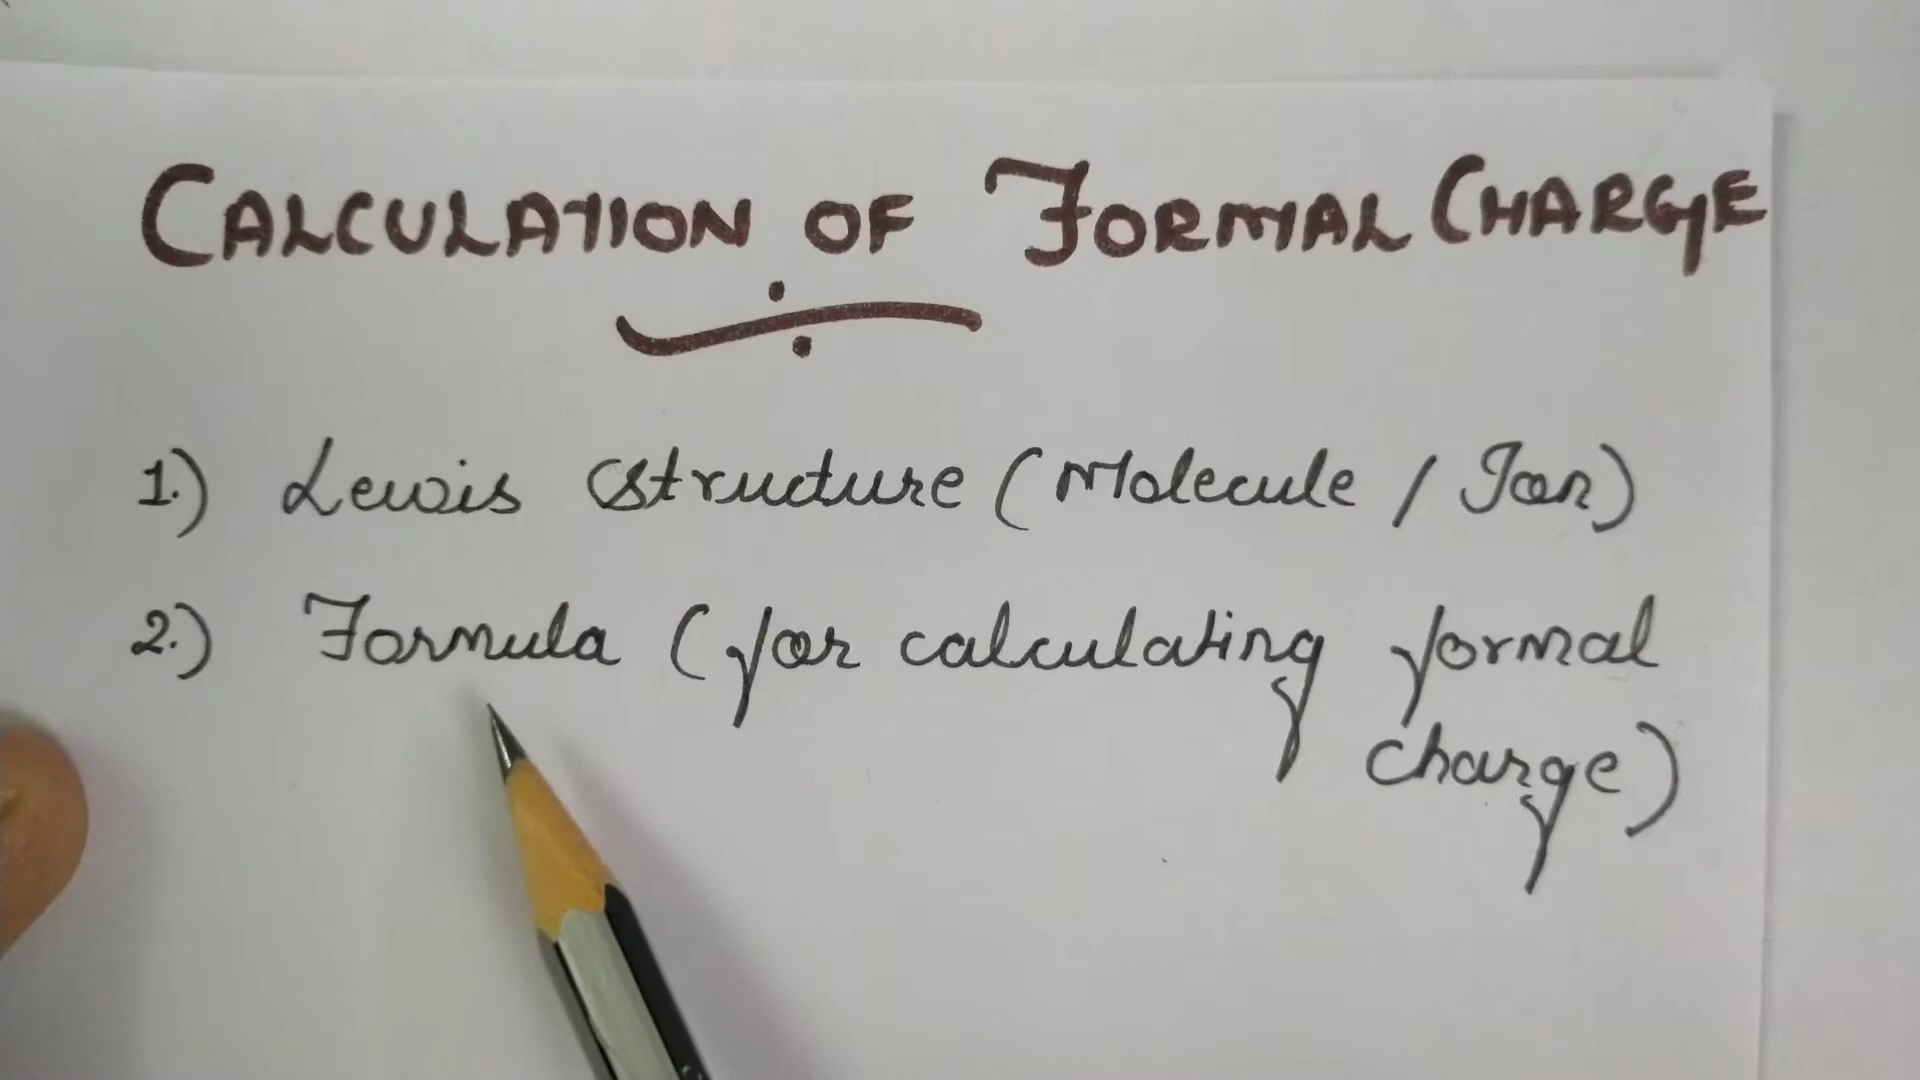 CALCULATION OF FORMAL CHARGE
1.) Lewis structure (Molecule / Ion)
2.) Formula (for calculating formal
charge)